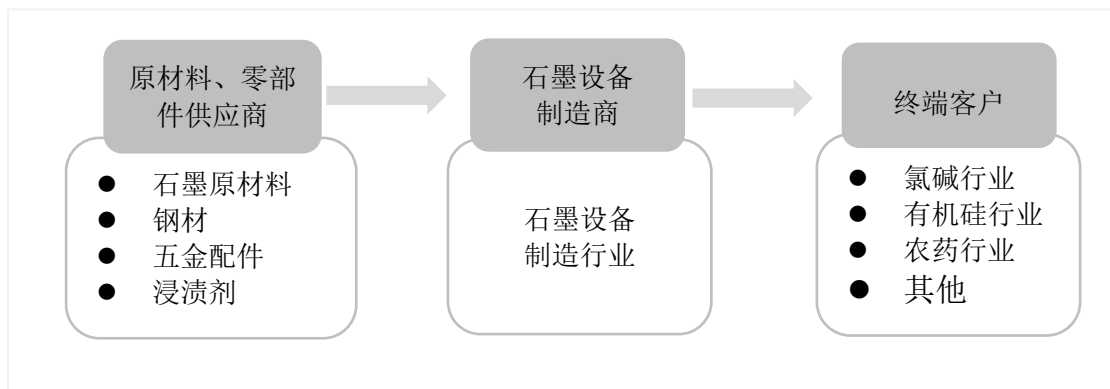 原材料、零部
件供应商
石墨原材料
钢材
五金配件
浸渍剂
石墨设备
制造商
石墨设备
制造行业
终端客户
氯碱行业
有机硅行业
农药行业
其他